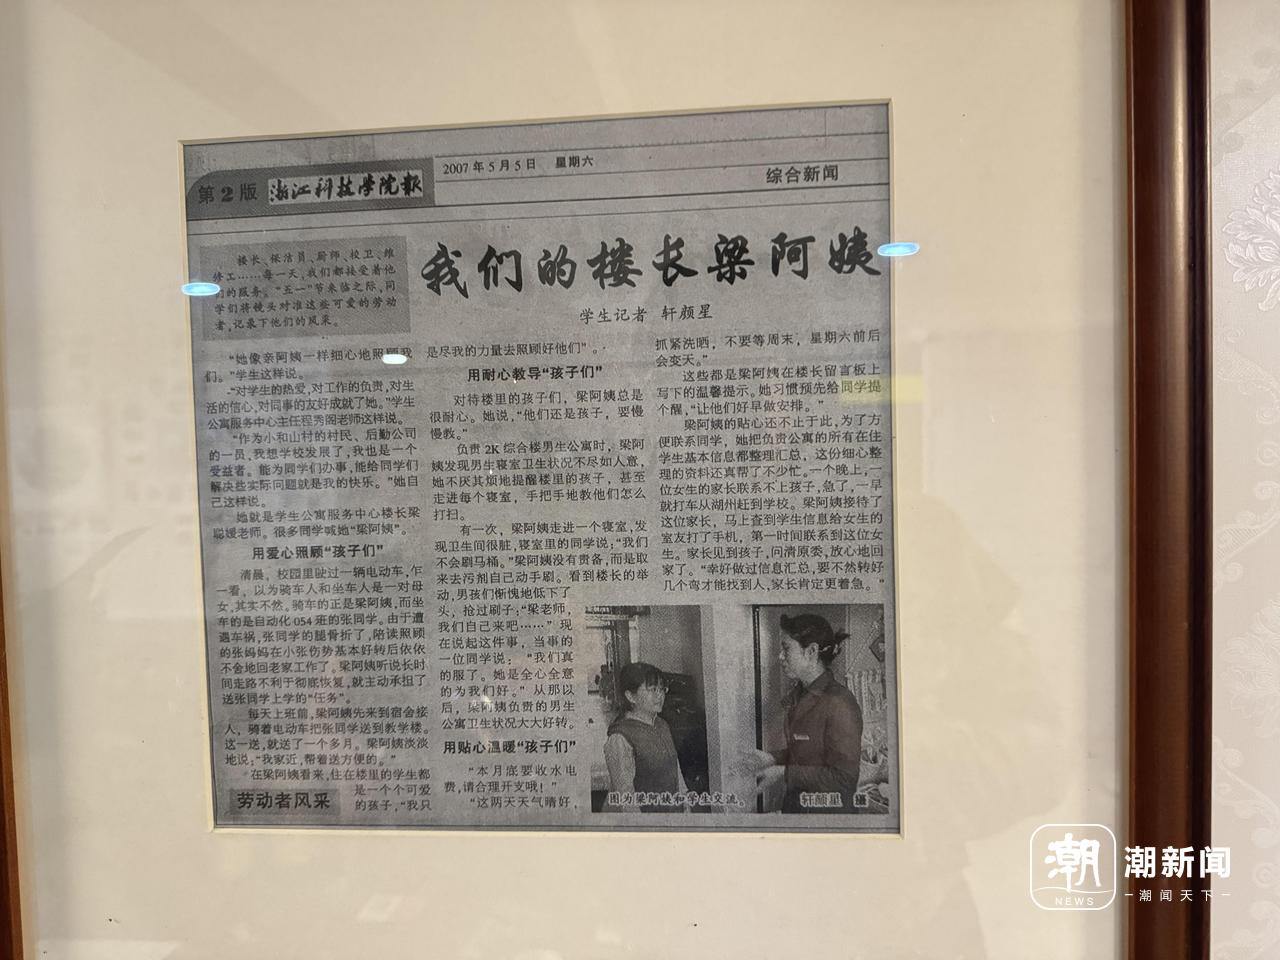 第2版 浙江科技学院报
2007年5月5日 星期六
综合新闻
楼长、保洁员、厨师、校卫、维
修工……每一天,我们都接受着他
们的服务。“五一”节来临之际,同
学们将镜头对准这些可爱的劳动
者,记录下他们的风采。
我们的楼长梁阿姨
学生记者 轩颜星
“她像亲阿姨一样细心地照顾我
们。”学生这样说。
“对学生的热爱,对工作的负责,对生
活的信心,对同事的友好成就了她。”学生
公寓服务中心主任程秀阁老师这样说。
“作为小和山村的村民、后勤公司
的一员,我想学校发展了,我也是一个
受益者。能为同学们办事,能给同学们
解决些实际问题就是我的快乐。”她自
己这样说。
她就是学生公寓服务中心楼长梁
聪媛老师。很多同学喊她“梁阿姨”。
用爱心照顾“孩子们”
清晨,校园里驶过一辆电动车,乍
一看,以为骑车人和坐车人是一对母
女,其实不然。骑车的正是梁阿姨,而坐
车的是自动化054班的张同学。由于遭
遇车祸,张同学的腿骨折了,陪读照顾
的张妈妈在小张伤势基本好转后依依
不舍地回老家工作了。梁阿姨听说长时
间走路不利于彻底恢复,就主动承担了
送张同学上学的“任务”。
每天上班前,梁阿姨先来到宿舍接
人,骑着电动车把张同学送到教学楼。
这一送,就送了一个多月。梁阿姨淡淡
地说:“我家近,帮着送方便的。”
在梁阿姨看来,住在楼里的学生都
是一个个可爱
的孩子,“我只
劳动者风采
是尽我的力量去照顾好他们”。
用耐心教导“孩子们”
对待楼里的孩子们,梁阿姨总是
很耐心。她说,“他们还是孩子,要慢
慢教。”
负责2K综合楼男生公寓时,梁阿
姨发现男生寝室卫生状况不尽如人意,
她不厌其烦地提醒楼里的孩子,甚至
走进每个寝室,手把手地教他们怎么
打扫。
有一次,梁阿姨走进一个寝室,发
现卫生间很脏,寝室里的同学说:“我们
不会刷马桶。”梁阿姨没有责备,而是取
来去污剂自己动手刷。看到楼长的举
动,男孩们惭愧地低下了
头,抢过刷子:“梁老师,
我们自己来吧……”现
在说起这件事,当事的
一位同学说:“我们真
的服了。她是全心全意
的为我们好。”从那以
后,梁阿姨负责的男生
公寓卫生状况大大好转。
用贴心温暖“孩子们”
“本月底要收水电
费,请合理开支哦!”
“这两天天气晴好,
抓紧洗晒,不要等周末,星期六前后
会变天。”
这些都是梁阿姨在楼长留言板上
写下的温馨提示。她习惯预先给同学提
个醒,“让他们好早做安排。”
梁阿姨的贴心还不止于此,为了方
便联系同学,她把负责公寓的所有在住
学生基本信息都整理汇总,这份细心整
理的资料还真帮了不少忙。一个晚上,一
位女生的家长联系不上孩子,急了,一早
就打车从湖州赶到学校。梁阿姨接待了
这位家长,马上查到学生信息给女生的
室友打了手机,第一时间联系到这位女
生。家长见到孩子,问清原委,放心地回
家了。“幸好做过信息汇总,要不然转好
几个弯才能找到人,家长肯定更着急。”
图为梁阿姨和学生交流。
轩颜星 摄
潮
NEWS
潮新闻
潮闻天下